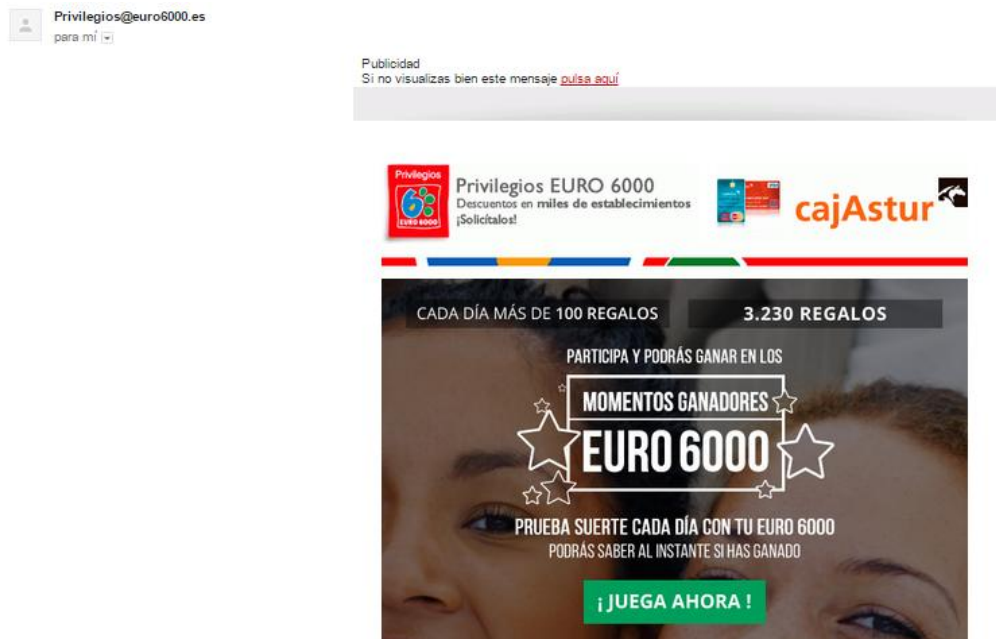 Privilegios@euro6000.es
para mí
Publicidad
Si no visualizas bien este mensaje pulsa aquí
Privilegios
EURO 6000
Privilegios EURO 6000
Descuentos en miles de establecimientos
¡Solicítalos!
cajAstur
CADA DÍA MÁS DE 100 REGALOS
3.230 REGALOS
PARTICIPA Y PODRÁS GANAR EN LOS
MOMENTOS GANADORES
EURO 6000
PRUEBA SUERTE CADA DÍA CON TU EURO 6000
PODRÁS SABER AL INSTANTE SI HAS GANADO
¡ JUEGA AHORA !